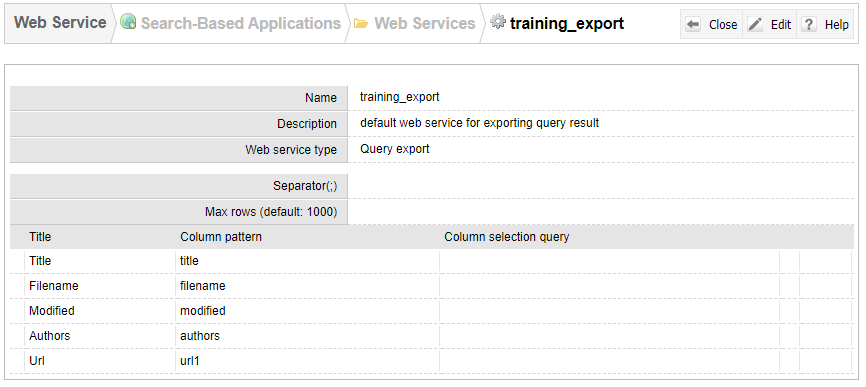 Web Service Search-Based Applications Web Services training_export Close Edit ? Help
Name training_export
Description default web service for exporting query result
Web service type Query export
Separator(;)
Max rows (default: 1000)
Title Column pattern Column selection query
Title title
Filename filename
Modified modified
Authors authors
Url url1